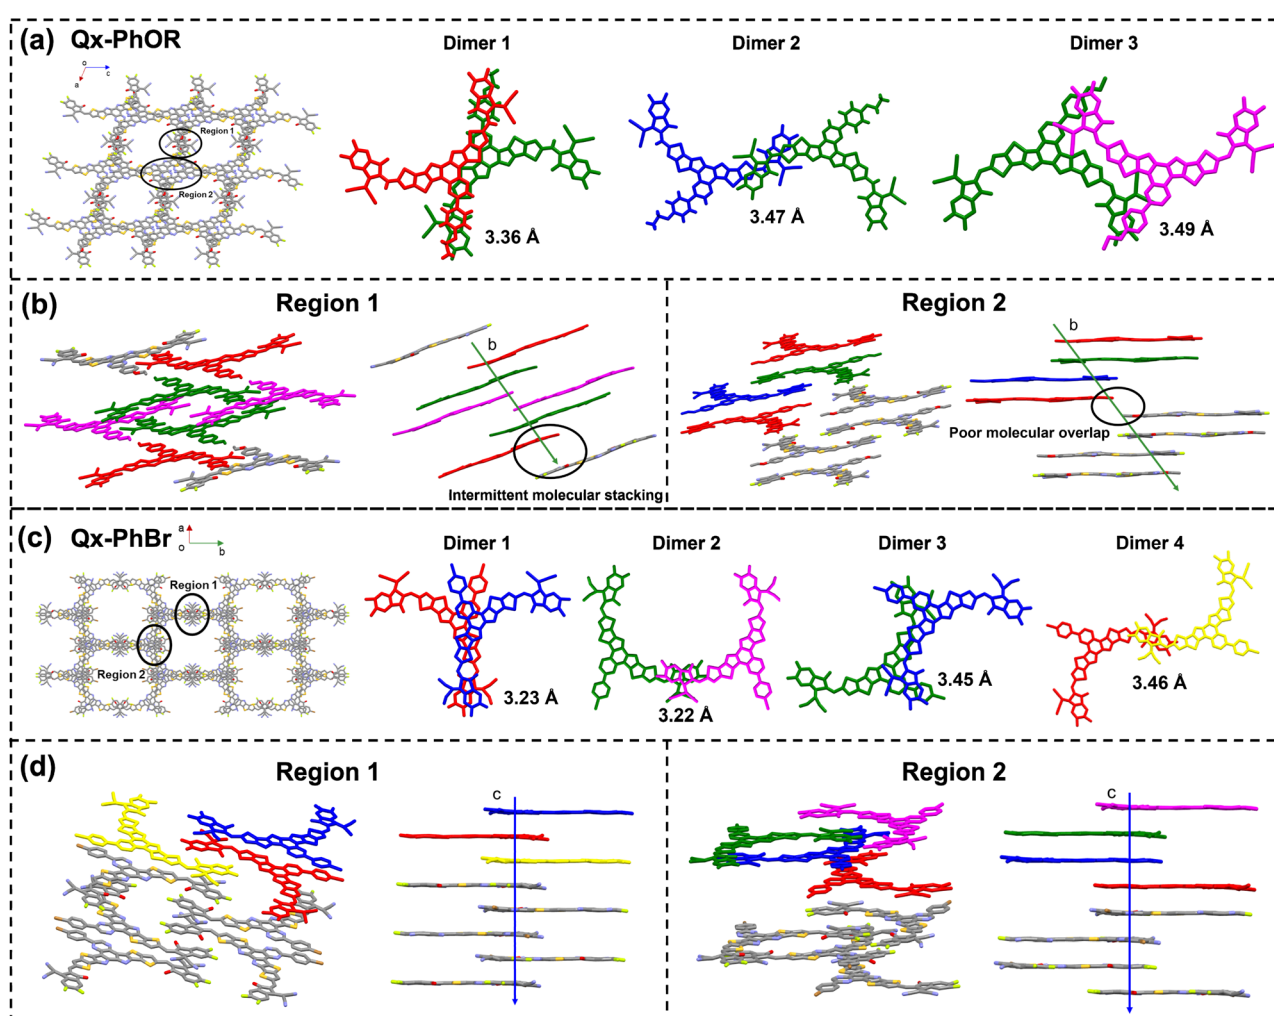 (a) Qx-PhOR
Dimer 1
Dimer 2
Dimer 3
o
a
c
Region 1
Region 2
3.36 Å
3.47 Å
3.49 Å
(b)
Region 1
Region 2
b
b
Poor molecular overlap
Intermittent molecular stacking
(c) Qx-PhBr
a
o
b
Dimer 1
Dimer 2
Dimer 3
Dimer 4
Region 1
Region 2
3.23 Å
3.22 Å
3.45 Å
3.46 Å
(d)
Region 1
Region 2
c
c